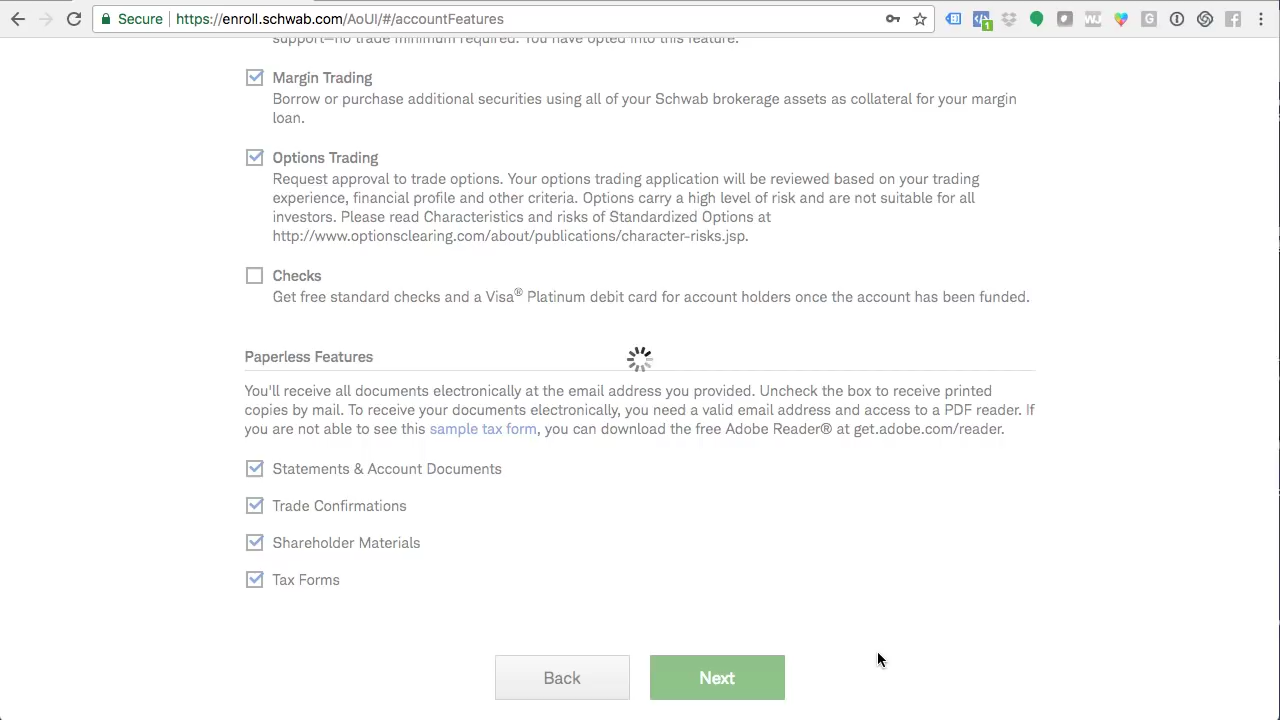 Secure
https://enroll.schwab.com/AoUI/#/accountFeatures
1
support—no trade minimum required. You have opted into this feature.
Margin Trading
Borrow or purchase additional securities using all of your Schwab brokerage assets as collateral for your margin
loan.
Options Trading
Request approval to trade options. Your options trading application will be reviewed based on your trading
experience, financial profile and other criteria. Options carry a high level of risk and are not suitable for all
investors. Please read Characteristics and risks of Standardized Options at
http://www.optionsclearing.com/about/publications/character-risks.jsp.
Checks
Get free standard checks and a Visa® Platinum debit card for account holders once the account has been funded.
Paperless Features
You'll receive all documents electronically at the email address you provided. Uncheck the box to receive printed
copies by mail. To receive your documents electronically, you need a valid email address and access to a PDF reader. If
you are not able to see this sample tax form, you can download the free Adobe Reader® at get.adobe.com/reader.
Statements & Account Documents
Trade Confirmations
Shareholder Materials
Tax Forms
Back
Next